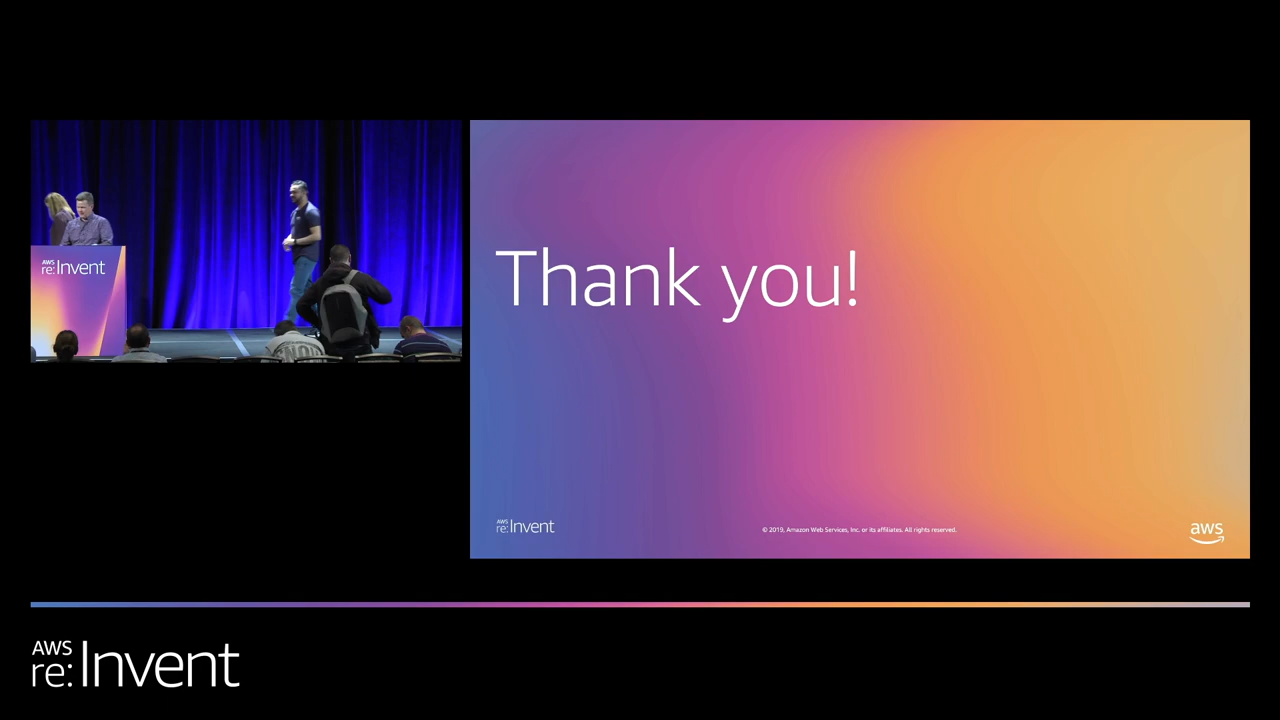 AWS
re:Invent
Thank you!
AWS
re:Invent
© 2019, Amazon Web Services, Inc. or its affiliates. All rights reserved.
aws
AWS
re:Invent